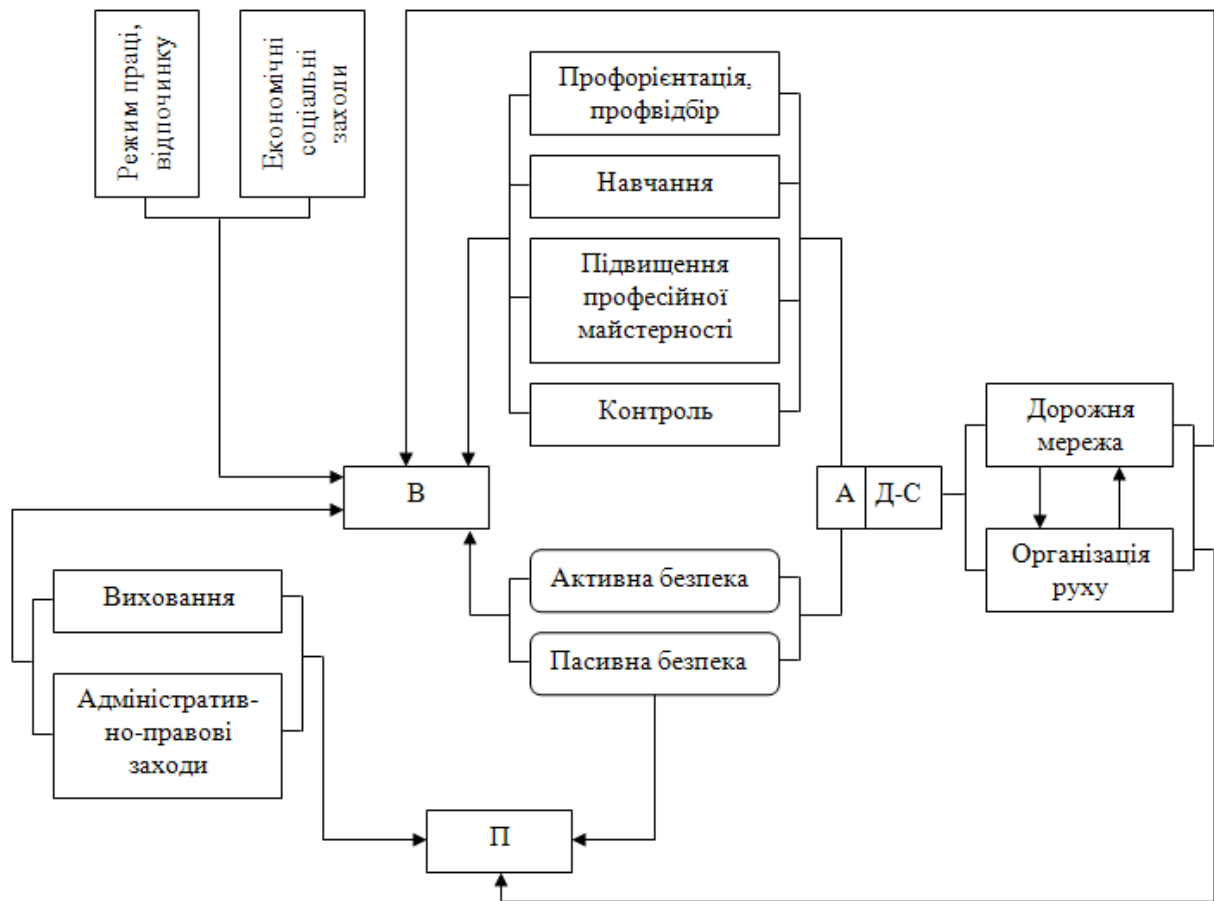 Режим праці,
відпочинку
Економічні
соціальні
заходи
Профорієнтація,
профвідбір
Навчання
Підвищення
професійної
майстерності
Контроль
Дорожня
мережа
В
А
Д-С
Організація
руху
Активна безпека
Пасивна безпека
Виховання
Адміністратив-
но-правові
заходи
П